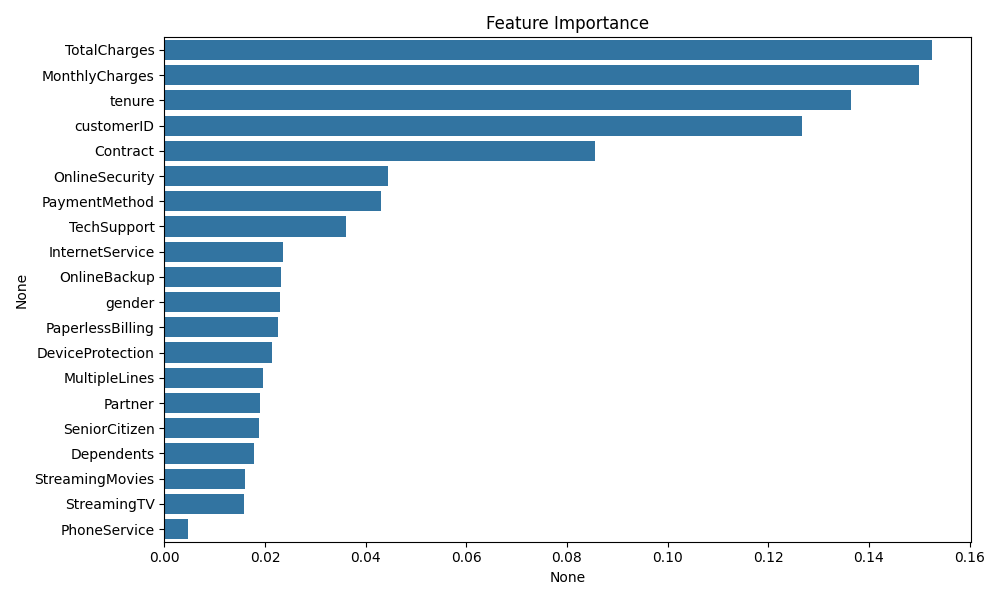 Feature Importance
TotalCharges
MonthlyCharges
tenure
customerID
Contract
OnlineSecurity
PaymentMethod
TechSupport
InternetService
OnlineBackup
gender
PaperlessBilling
DeviceProtection
MultipleLines
Partner
SeniorCitizen
Dependents
StreamingMovies
StreamingTV
PhoneService
None
0.00 0.02 0.04 0.06 0.08 0.10 0.12 0.14 0.16
None